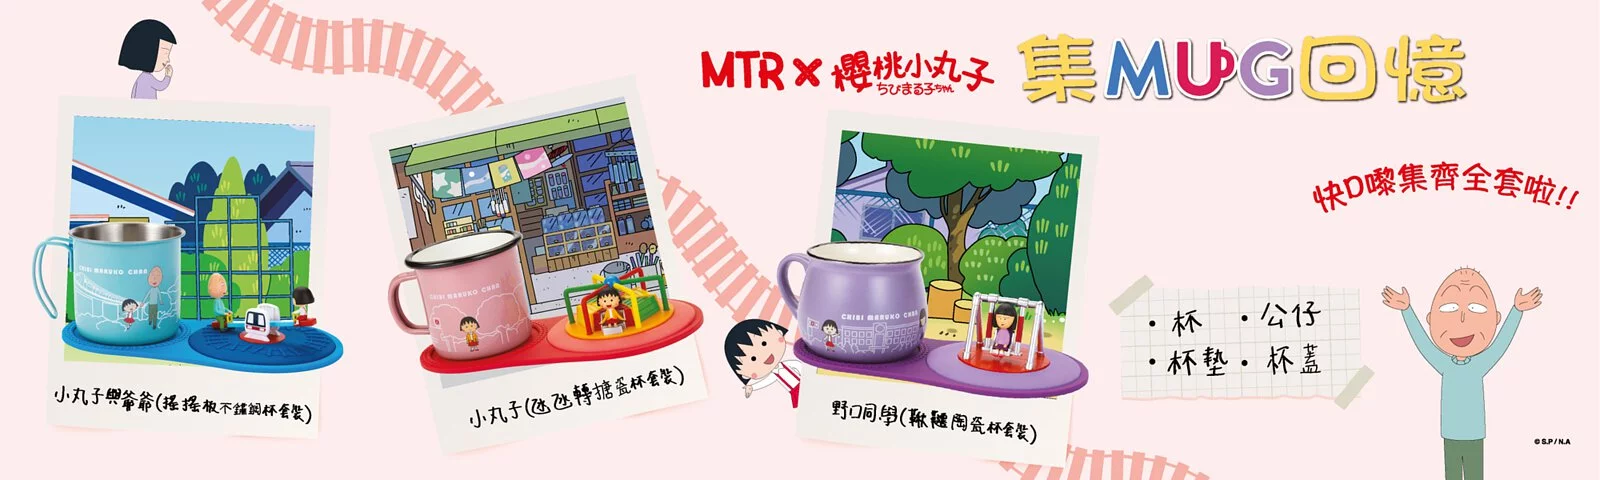 MTR × 櫻桃小丸子
ちびまる子ちゃん
集MUG回憶
快D嚟集齊全套啦!!
CHIBI MARUKO CHAN
小丸子與爺爺(搖搖板不鏽鋼杯套裝)
CHIBI MARUKO CHAN
小丸子(氹氹轉搪瓷杯套裝)
CHIBI MARUKO CHAN
野口同學(鞦韆陶瓷杯套裝)
・杯 ・公仔
・杯墊・杯蓋
© S.P / N.A